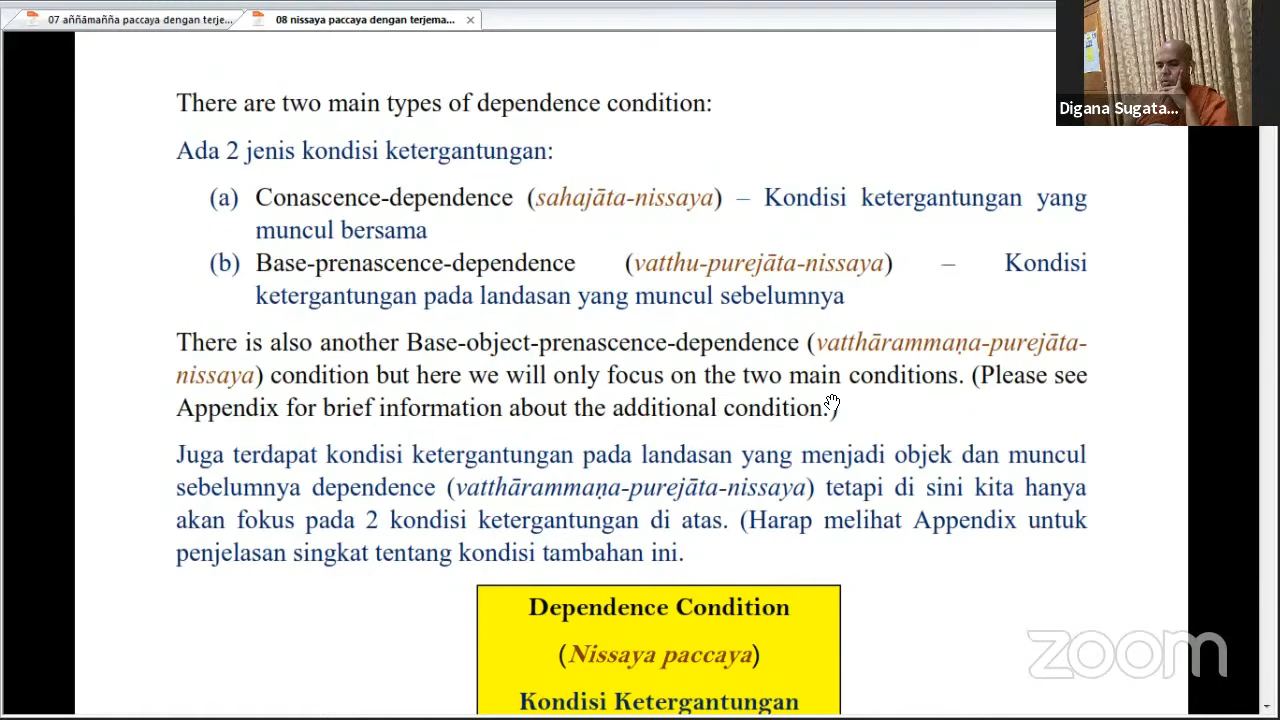 07 aññāmañña paccaya dengan terje...
08 nissaya paccaya dengan terjema...
Digana Sugata...
There are two main types of dependence condition:
Ada 2 jenis kondisi ketergantungan:
(a) Conascence-dependence (sahajāta-nissaya) – Kondisi ketergantungan yang
muncul bersama
(b) Base-prenascence-dependence (vatthu-purejāta-nissaya) – Kondisi
ketergantungan pada landasan yang muncul sebelumnya
There is also another Base-object-prenascence-dependence (vatthārammaṇa-purejāta-
nissaya) condition but here we will only focus on the two main conditions. (Please see
Appendix for brief information about the additional condition.)
Juga terdapat kondisi ketergantungan pada landasan yang menjadi objek dan muncul
sebelumnya dependence (vatthārammaṇa-purejāta-nissaya) tetapi di sini kita hanya
akan fokus pada 2 kondisi ketergantungan di atas. (Harap melihat Appendix untuk
penjelasan singkat tentang kondisi tambahan ini.
Dependence Condition
(Nissaya paccaya)
Kondisi Ketergantungan
zoom